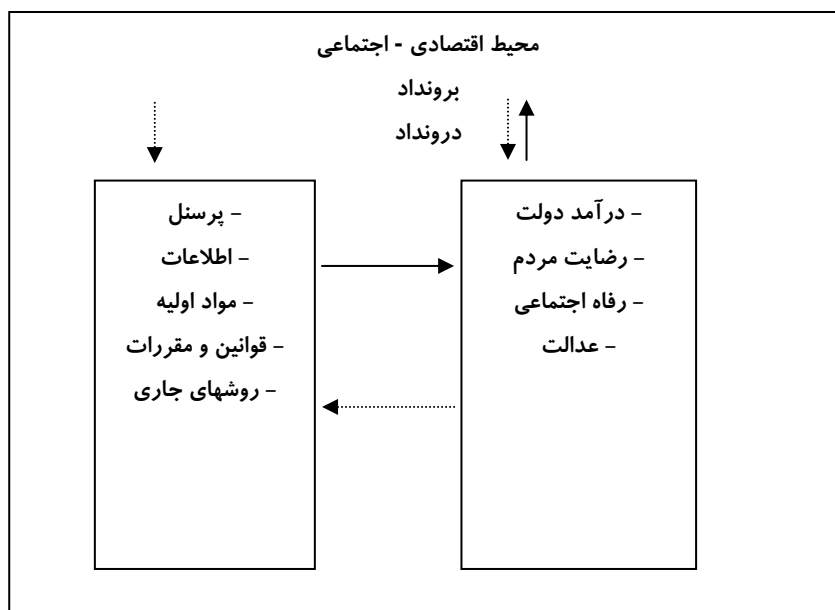 محیط اقتصادی - اجتماعی
برونداد
درونداد
- درآمد دولت
- رضایت مردم
- رفاه اجتماعی
- عدالت
- پرسنل
- اطلاعات
- مواد اولیه
- قوانین و مقررات
- روشهای جاری